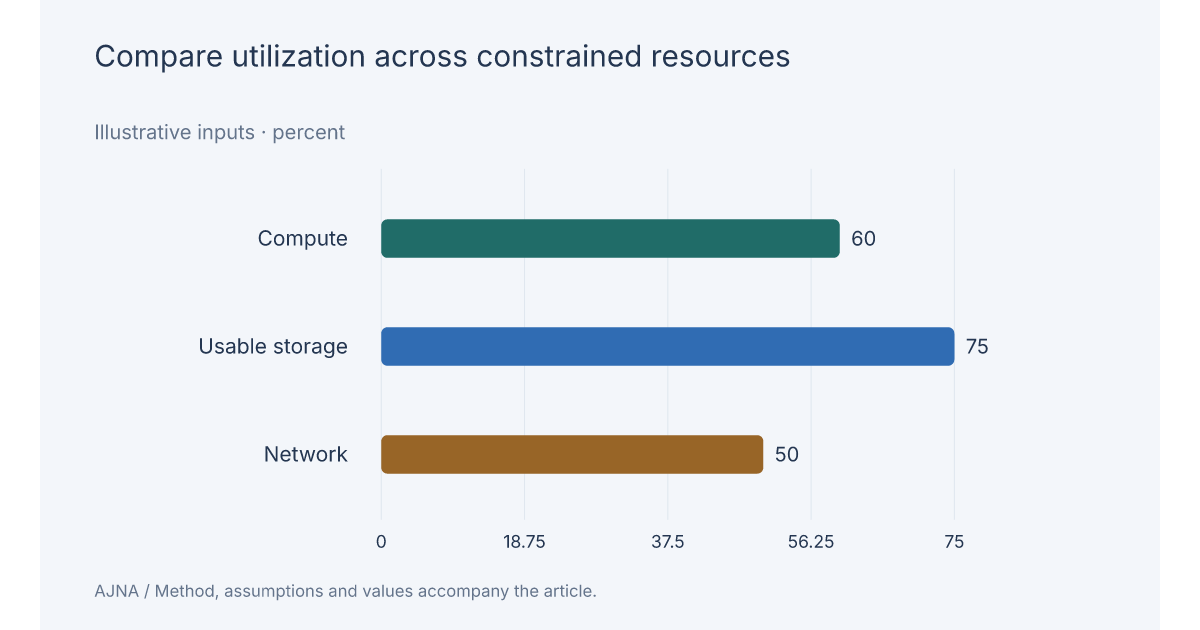 Compare utilization across constrained resources
Illustrative inputs · percent
Compute 60
Usable storage 75
Network 50
0 18.75 37.5 56.25 75
AJNA / Method, assumptions and values accompany the article.